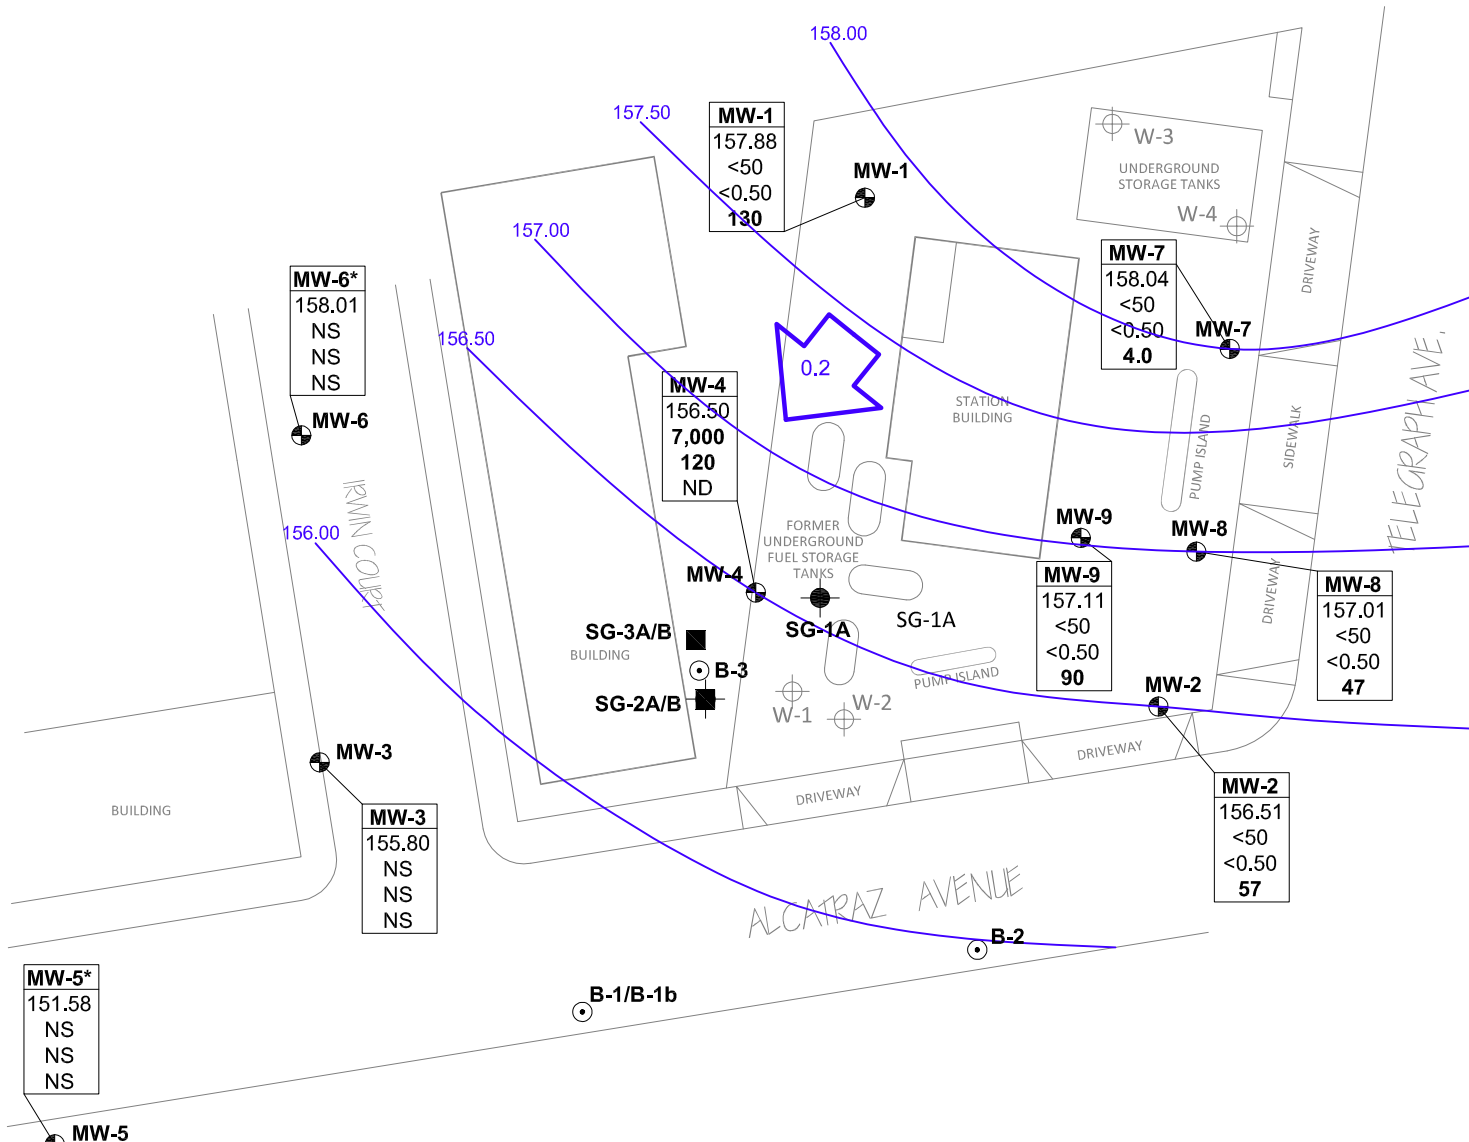 158.00
157.50
MW-1
157.88
<50
<0.50
130
MW-1
W-3
UNDERGROUND
STORAGE TANKS
W-4
157.00
MW-7
158.04
<50
<0.50
4.0
MW-7
DRIVEWAY
MW-6*
158.01
NS
NS
NS
MW-6
156.50
0.2
MW-4
156.50
7,000
120
ND
STATION
BUILDING
PUMP ISLAND
SIDEWALK
TELEGRAPH AVE.
IRWIN COURT
156.00
FORMER
UNDERGROUND
FUEL STORAGE
TANKS
MW-9
MW-8
MW-4
SG-1A
SG-1A
MW-9
157.11
<50
<0.50
90
DRIVEWAY
MW-8
157.01
<50
<0.50
47
SG-3A/B
BUILDING
B-3
SG-2A/B
W-1
W-2
PUMP ISLAND
MW-2
MW-3
DRIVEWAY
DRIVEWAY
BUILDING
MW-3
155.80
NS
NS
NS
MW-2
156.51
<50
<0.50
57
ALCATRAZ AVENUE
B-2
B-1/B-1b
MW-5*
151.58
NS
NS
NS
MW-5